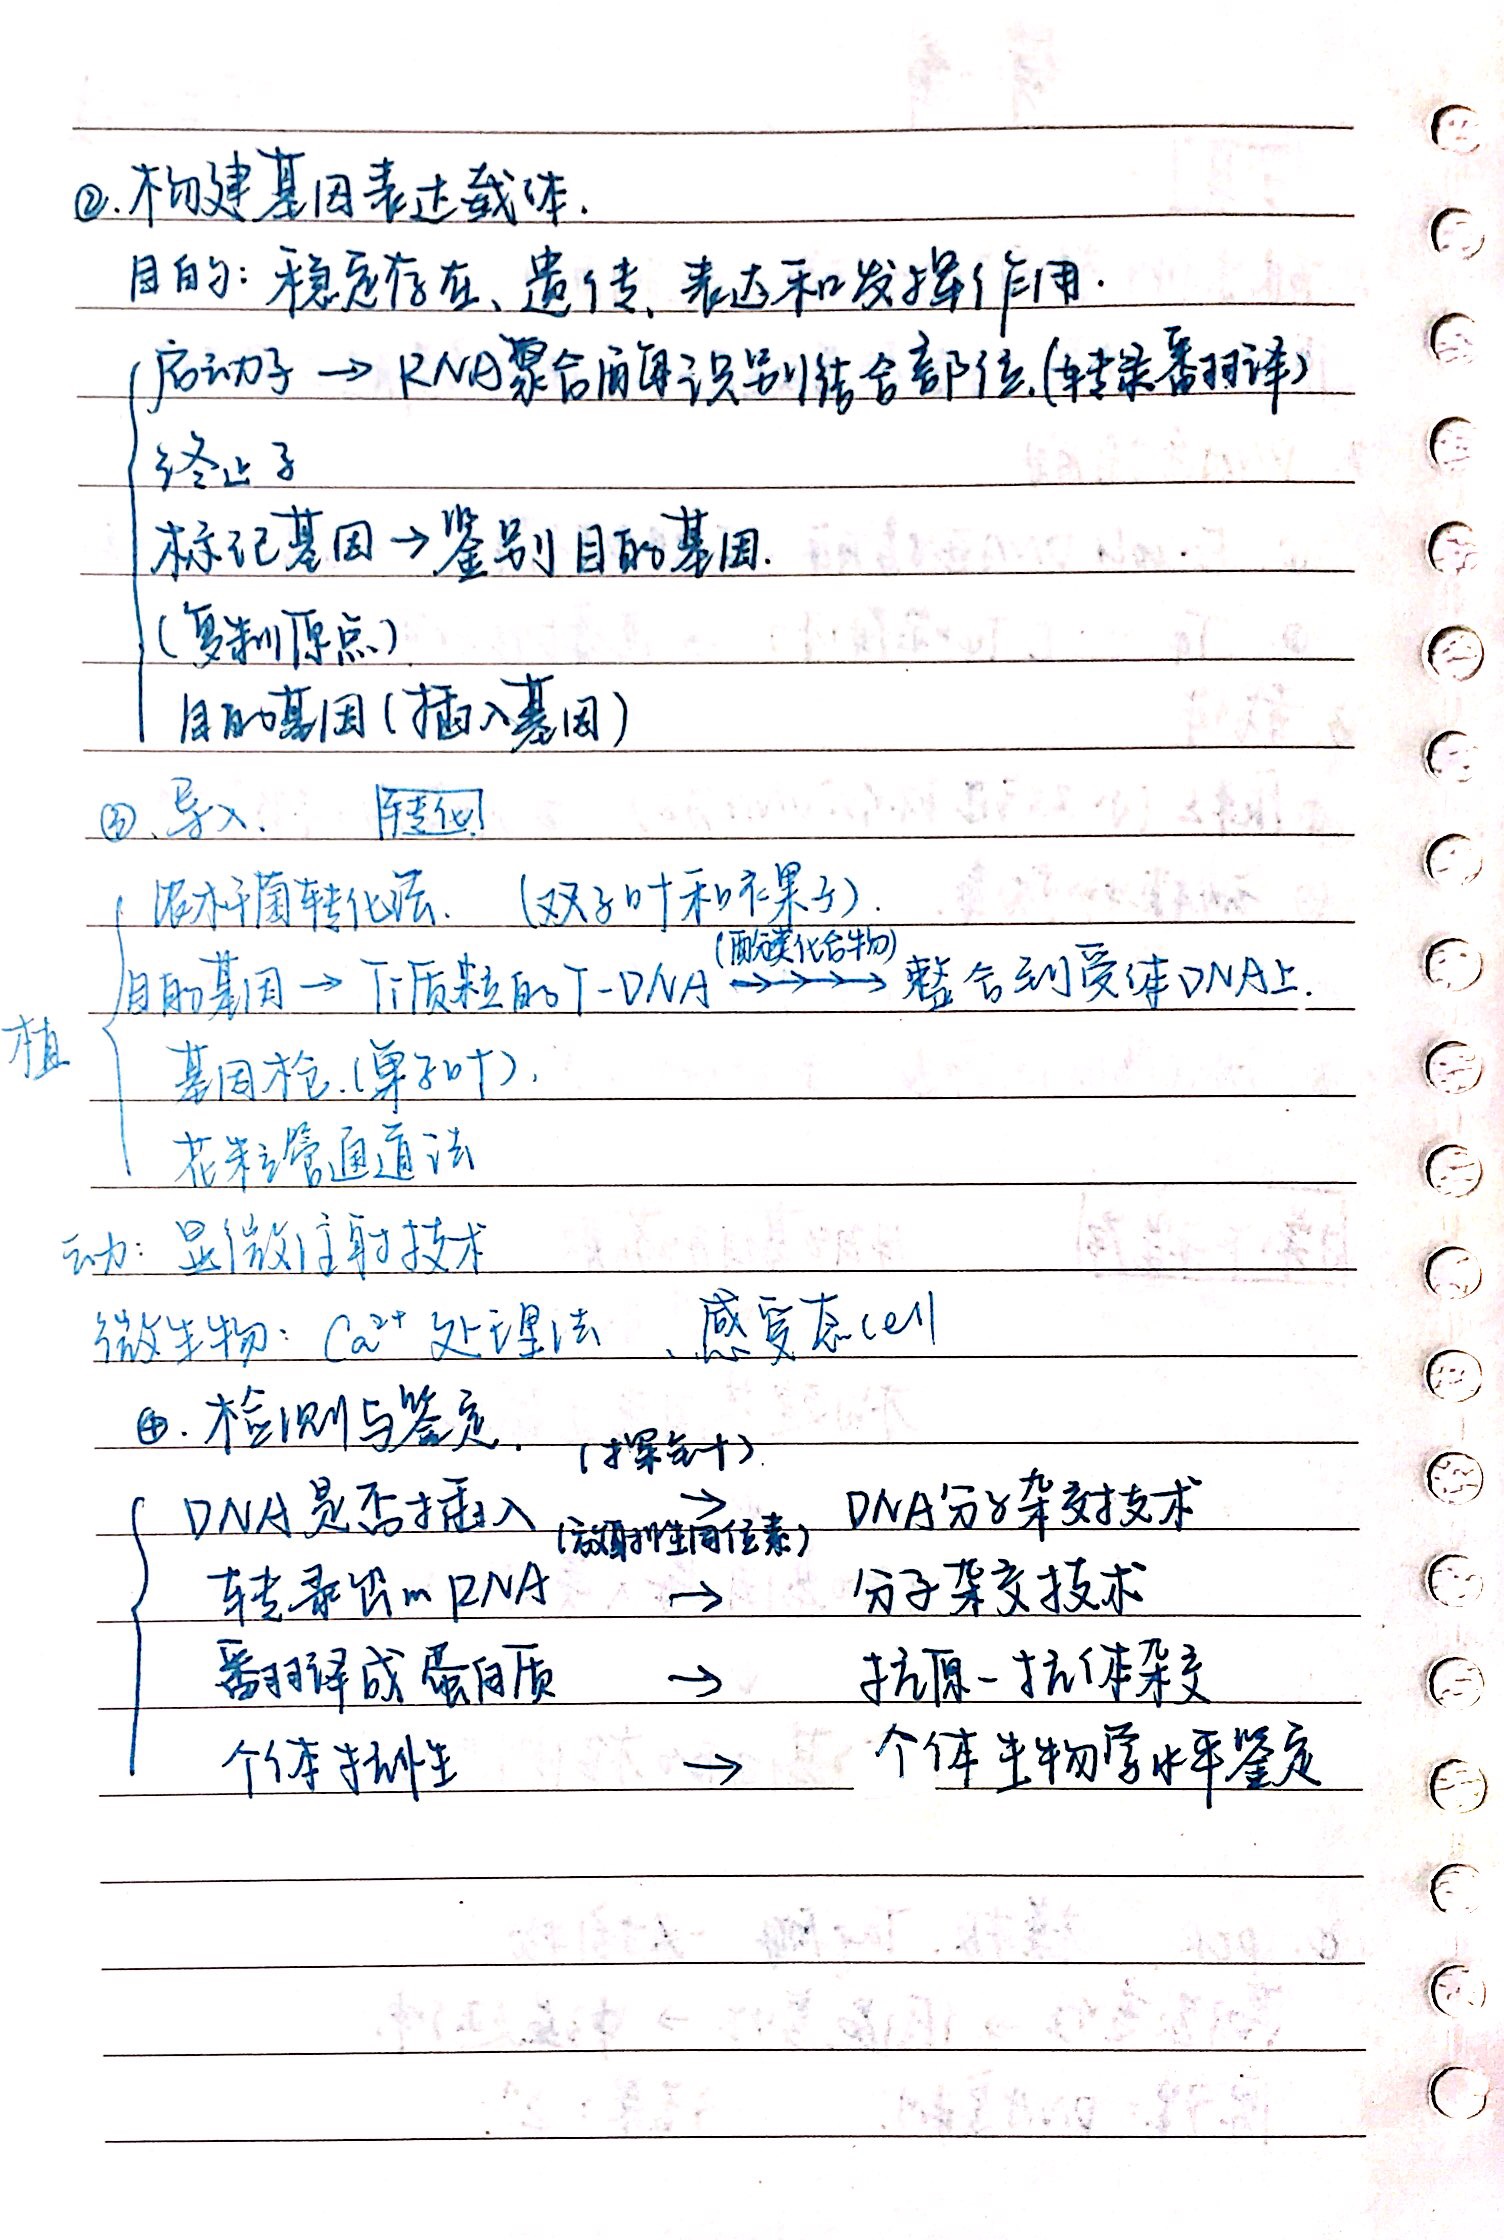 ②. 构建基因表达载体.
目的: 稳定存在、遗传、表达和发挥作用.
启动子 → RNA聚合酶识别结合部位.(转录翻译)
终止子
标记基因 → 鉴别目的基因.
(复制原点)
目的基因(插入基因)
③. 导入. 转化
农杆菌转化法. (双子叶和裸子).
(酚类化合物)
目的基因 → Ti质粒的T-DNA →→→→ 整合到受体DNA上.
植
基因枪.(单子叶).
花粉管通道法
动: 显微注射技术
微生物: Ca²⁺ 处理法 、感受态cell
④. 检测与鉴定.
(探针).
DNA是否插入 → DNA分子杂交技术
(放射性同位素)
转录出mRNA → 分子杂交技术
翻译成蛋白质 → 抗原-抗体杂交
个体抗性 → 个体生物学水平鉴定